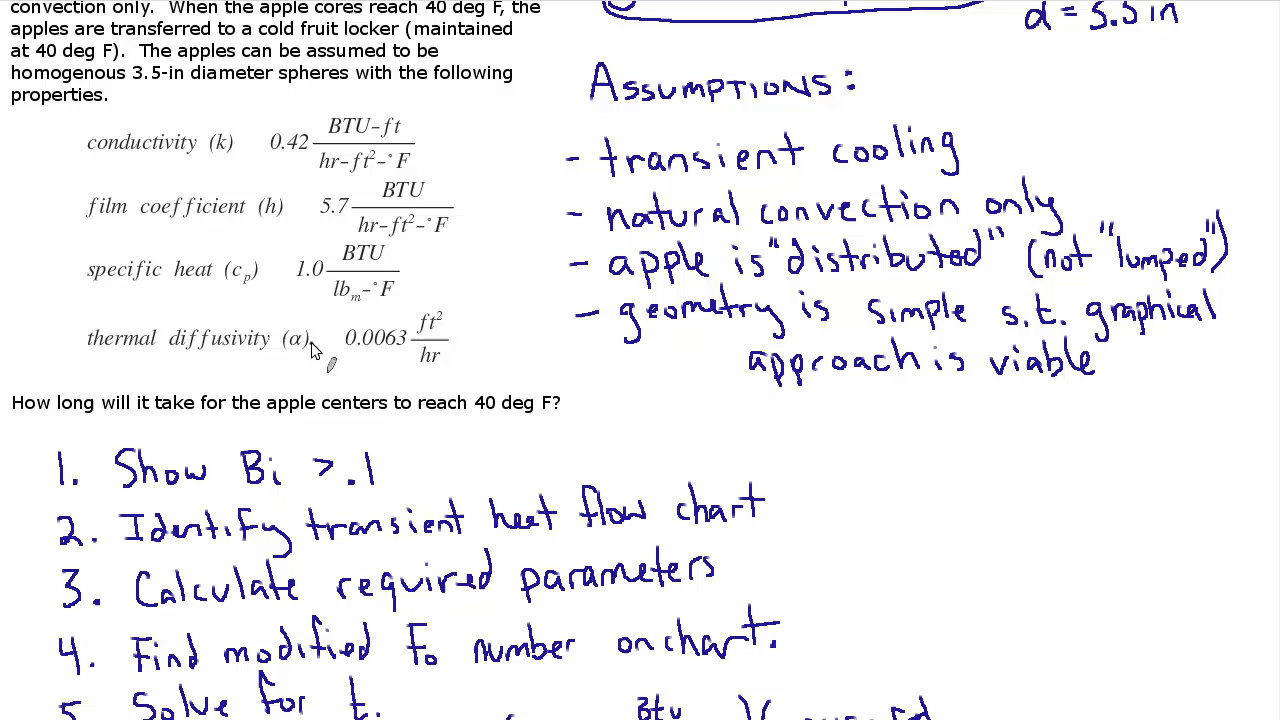 convection only. When the apple cores reach 40 deg F, the
apples are transferred to a cold fruit locker (maintained
at 40 deg F). The apples can be assumed to be
homogenous 3.5-in diameter spheres with the following
properties.
conductivity (k) 0.42 BTU-ft / hr-ft²-°F
film coefficient (h) 5.7 BTU / hr-ft²-°F
specific heat (c_p) 1.0 BTU / lb_m-°F
thermal diffusivity (α) 0.0063 ft² / hr
How long will it take for the apple centers to reach 40 deg F?
d = 3.5 in
ASSUMPTIONS:
- transient cooling
- natural convection only
- apple is "distributed" (not "lumped")
- geometry is simple s.t. graphical
approach is viable
1. Show Bi > .1
2. Identify transient heat flow chart
3. Calculate required parameters
4. Find modified Fo number on chart.
5. Solve for t.
Btu